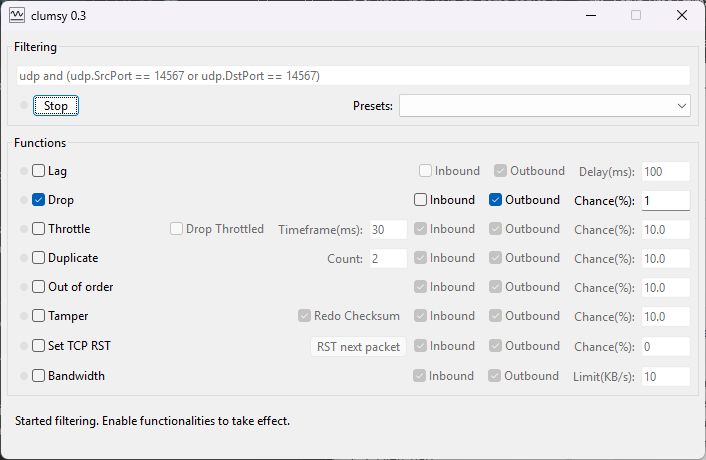 clumsy 0.3
Filtering
udp and (udp.SrcPort == 14567 or udp.DstPort == 14567)
Stop Presets:
Functions
Lag Inbound Outbound Delay(ms): 100
Drop Inbound Outbound Chance(%): 1
Throttle Drop Throttled Timeframe(ms): 30 Inbound Outbound Chance(%): 10.0
Duplicate Count: 2 Inbound Outbound Chance(%): 10.0
Out of order Inbound Outbound Chance(%): 10.0
Tamper Redo Checksum Inbound Outbound Chance(%): 10.0
Set TCP RST RST next packet Inbound Outbound Chance(%): 0
Bandwidth Inbound Outbound Limit(KB/s): 10
Started filtering. Enable functionalities to take effect.